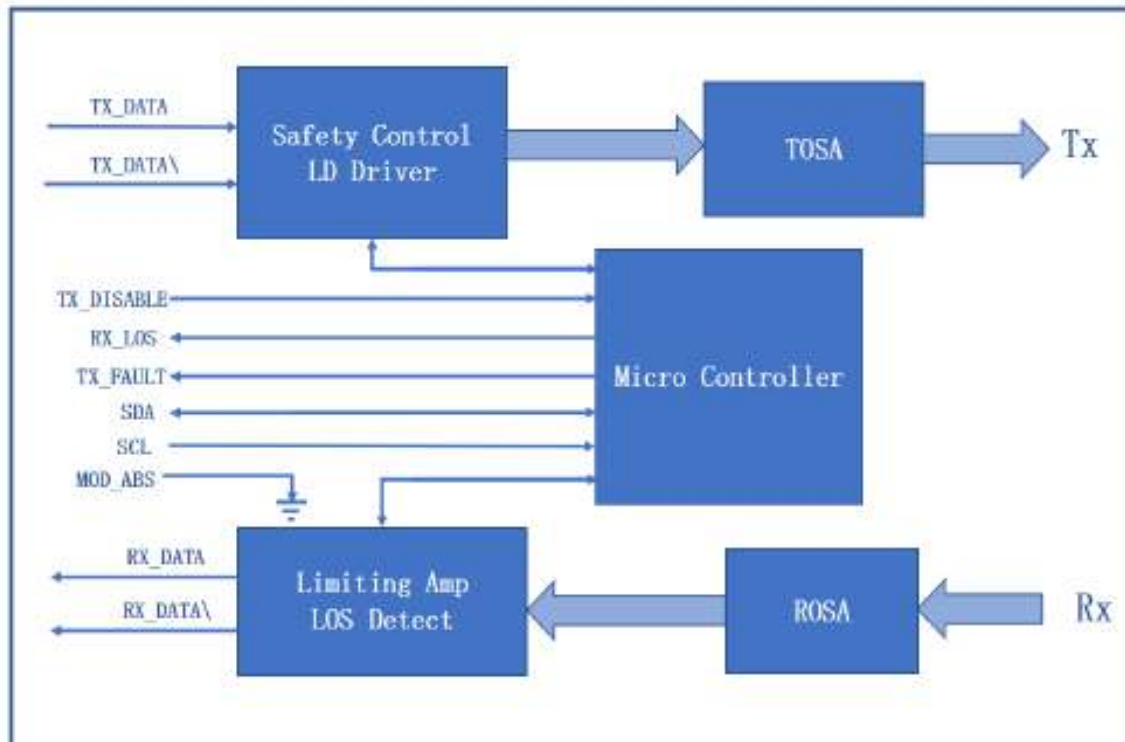 TX_DATA
TX_DATA\
Safety Control
LD Driver
TOSA
Tx
TX_DISABLE
RX_LOS
TX_FAULT
SDA
SCL
MOD_ABS
Micro Controller
RX_DATA
RX_DATA\
Limiting Amp
LOS Detect
ROSA
Rx